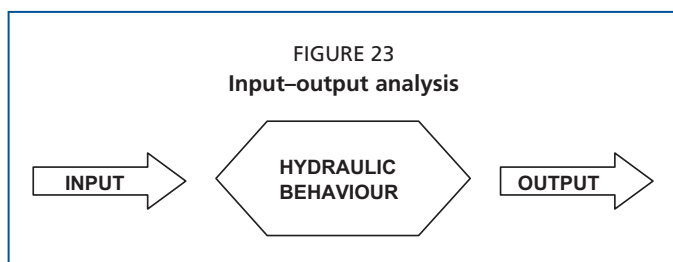 FIGURE 23
Input–output analysis
INPUT
HYDRAULIC
BEHAVIOUR
OUTPUT